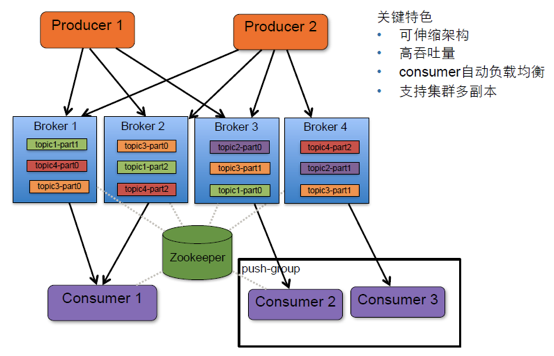 Producer 1
Producer 2
关键特色
可伸缩架构
高吞吐量
consumer自动负载均衡
支持集群多副本
Broker 1
topic1-part1
topic4-part0
topic3-part0
Broker 2
topic3-part0
topic1-part2
topic4-part2
Broker 3
topic2-part0
topic3-part1
topic1-part0
Broker 4
topic4-part2
topic2-part1
topic3-part1
Zookeeper
push-group
Consumer 1
Consumer 2
Consumer 3